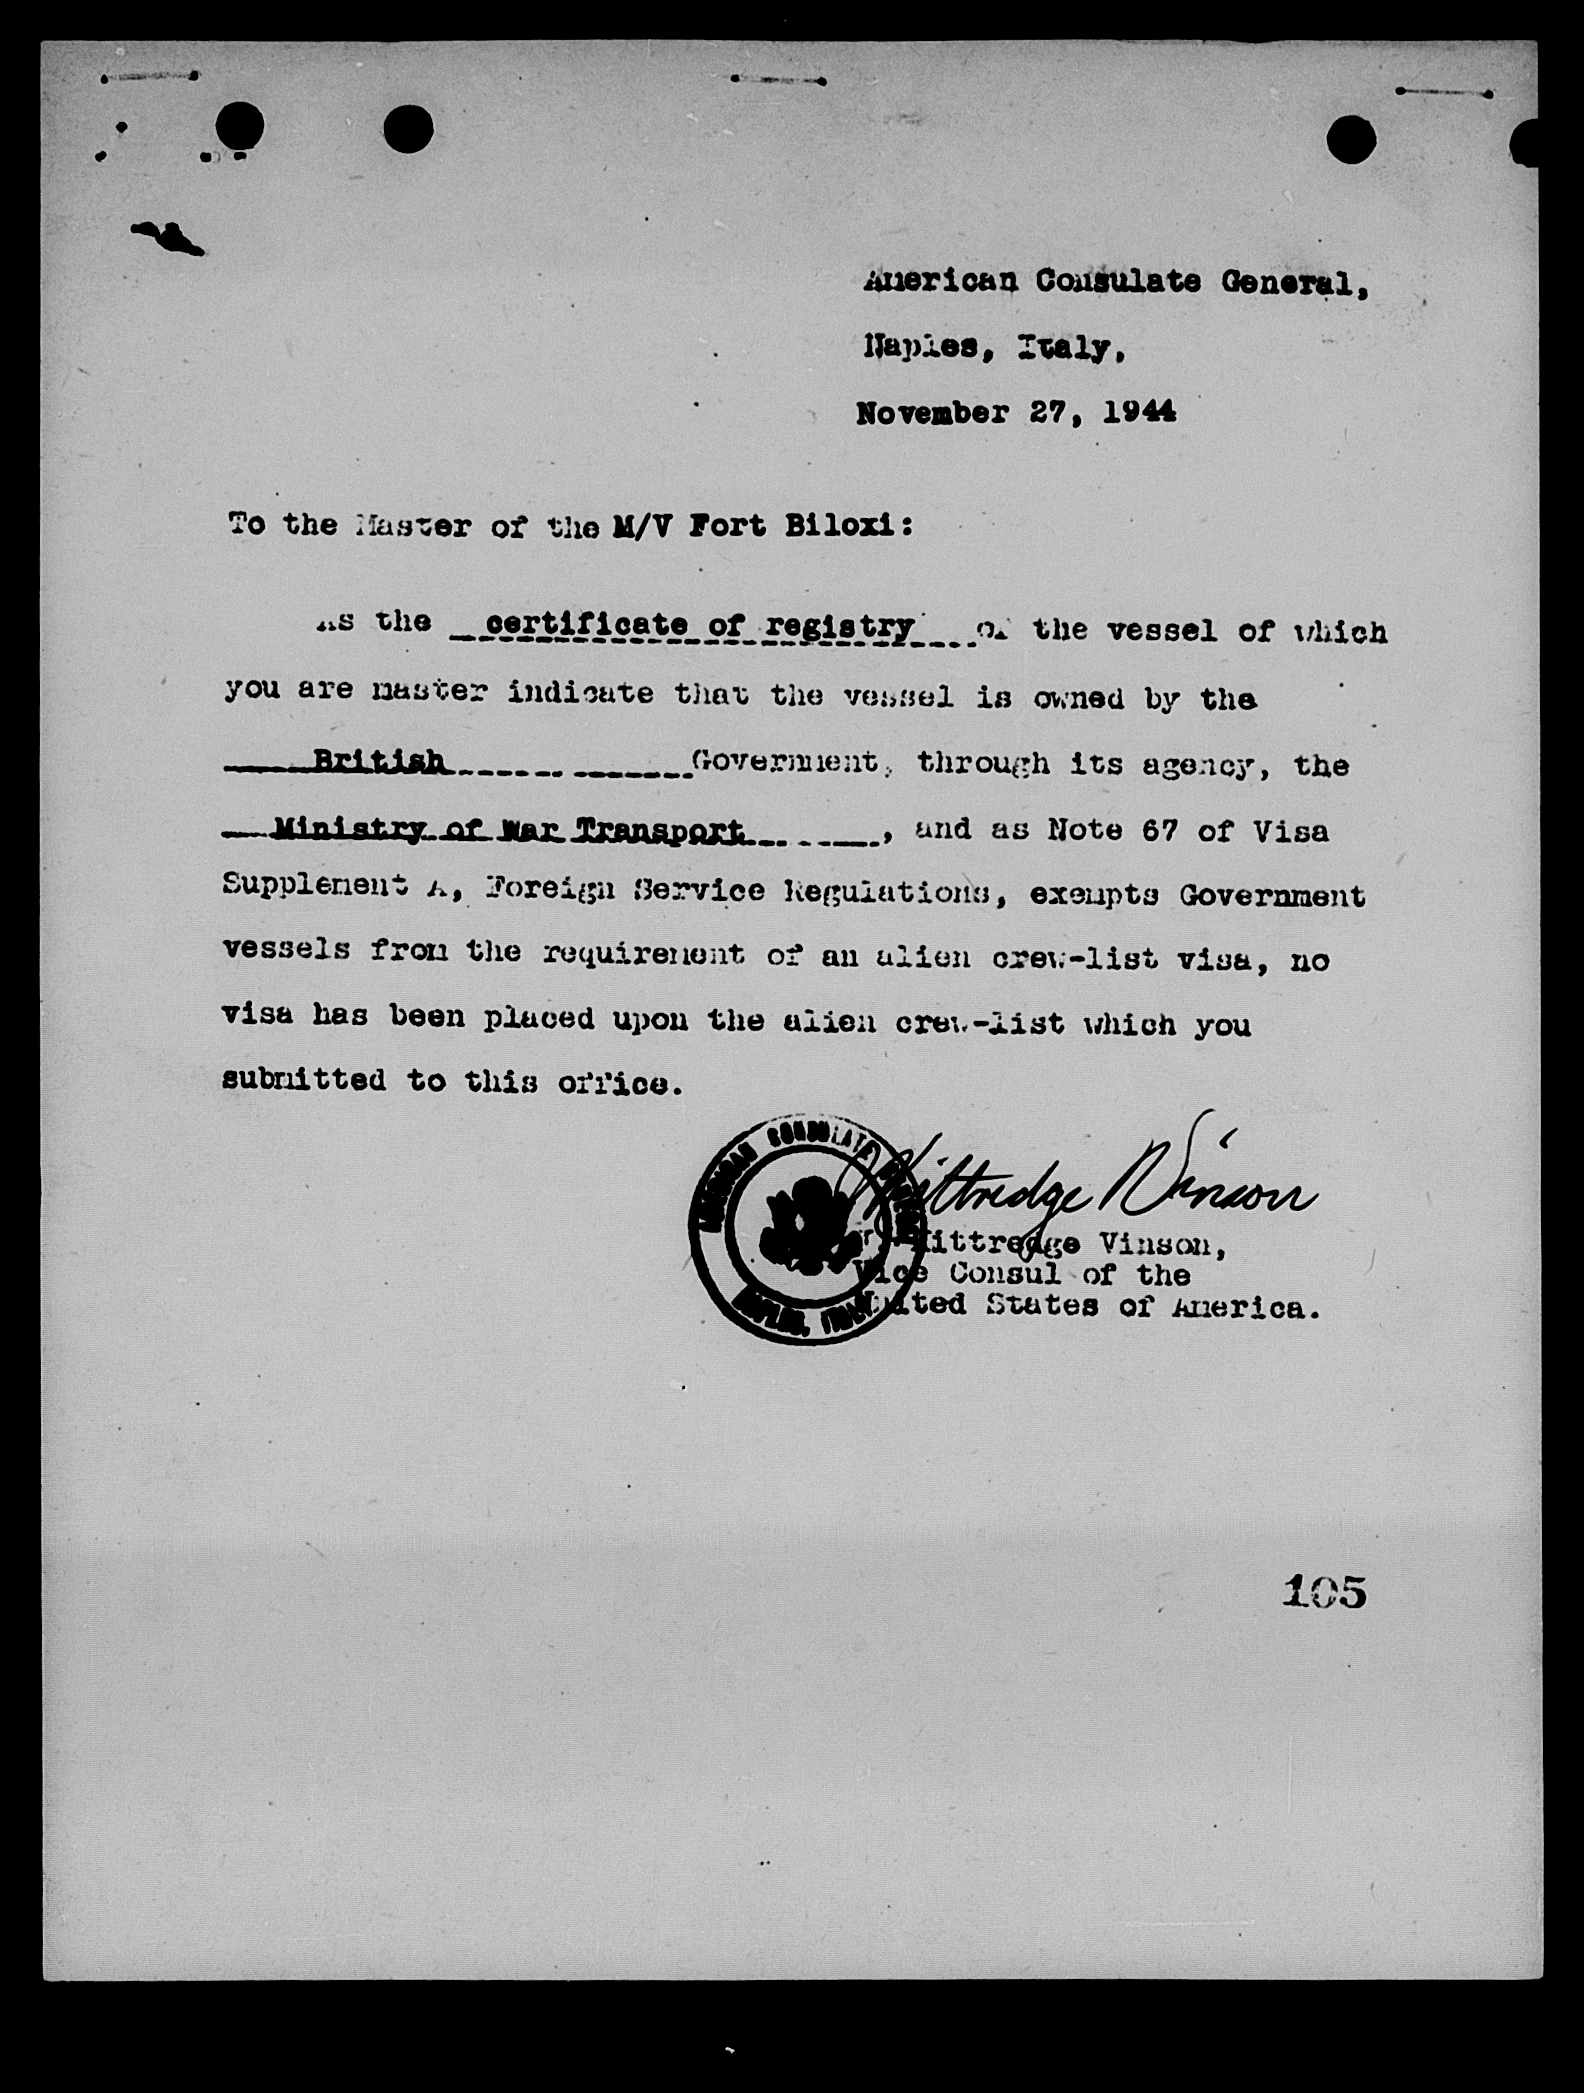 American Consulate General,
Naples, Italy,
November 27, 1944
To the Master of the M/V Fort Biloxi:
As the certificate of registry of the vessel of which
you are master indicate that the vessel is owned by the
British Government, through its agency, the
Ministry of War Transport, and as Note 67 of Visa
Supplement A, Foreign Service Regulations, exempts Government
vessels from the requirement of an alien crew-list visa, no
visa has been placed upon the alien crew-list which you
submitted to this office.
AMERICAN CONSULATE
NAPLES, ITALY
Kittredge Vinson
Kittredge Vinson,
Vice Consul of the
United States of America.
105